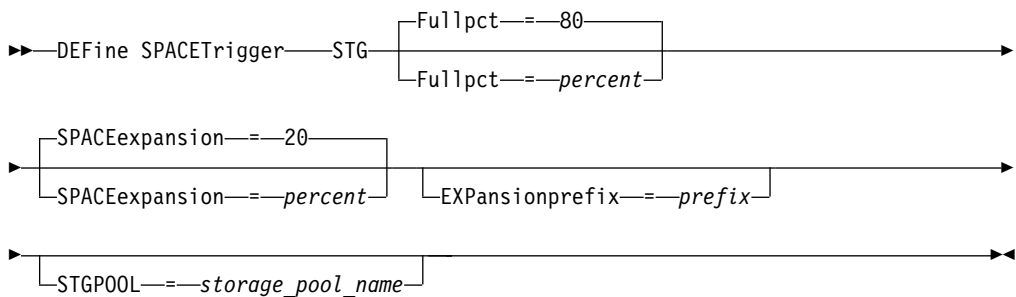 Fullpct = 80
DEFine SPACETrigger STG
Fullpct = percent
SPACEexpansion = 20
SPACEexpansion = percent
EXPansionprefix = prefix
STGPOOL = storage_pool_name